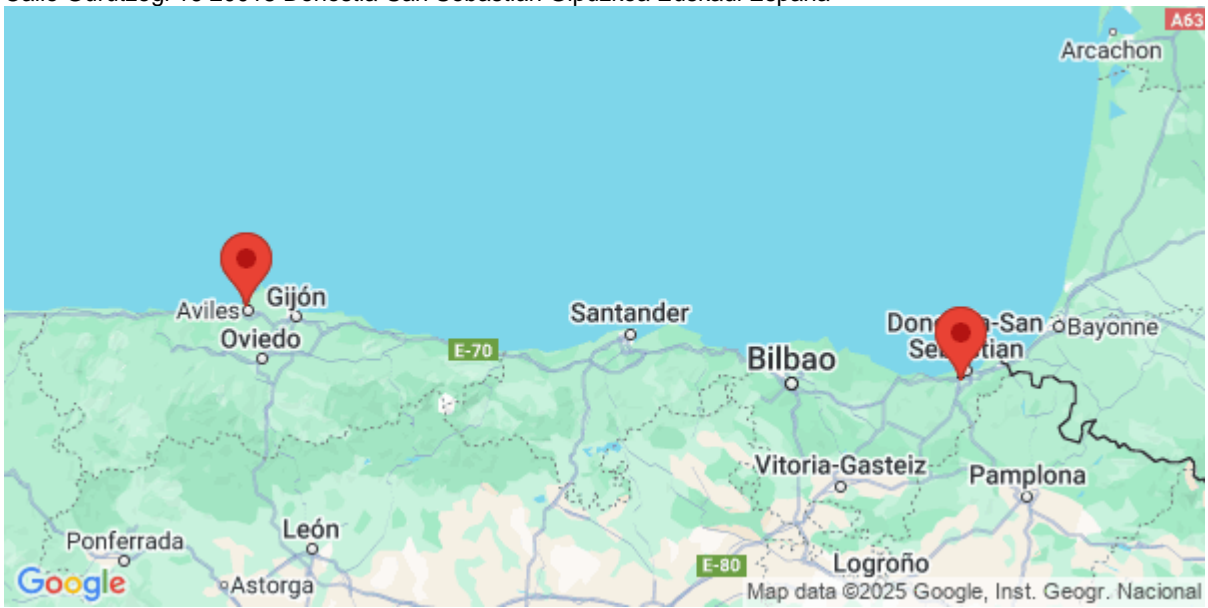 A63
Arcachon
Aviles
Gijón
Oviedo
Santander
E-70
Bilbao
Bayonne
Vitoria-Gasteiz
Pamplona
León
Ponferrada
Astorga
E-80
Logroño
Google
Map data ©2025 Google, Inst. Geogr. Nacional